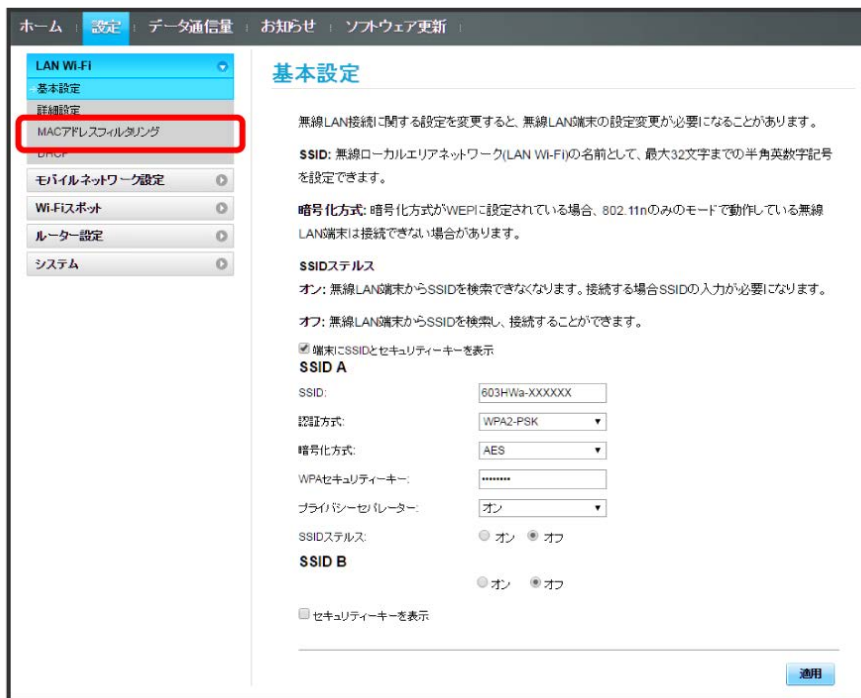 ホーム 設定 データ通信量 お知らせ ソフトウェア更新
LAN Wi-Fi
基本設定
詳細設定
MACアドレスフィルタリング
DHCP
モバイルネットワーク設定
Wi-Fiスポット
ルーター設定
システム
基本設定
無線LAN接続に関する設定を変更すると、無線LAN端末の設定変更が必要になることがあります。
SSID: 無線ローカルエリアネットワーク(LAN Wi-Fi)の名前として、最大32文字までの半角英数字記号
を設定できます。
暗号化方式: 暗号化方式がWEPに設定されている場合、802.11nのみのモードで動作している無線
LAN端末は接続できない場合があります。
SSIDステルス
オン: 無線LAN端末からSSIDを検索できなくなります。接続する場合SSIDの入力が必要になります。
オフ: 無線LAN端末からSSIDを検索し、接続することができます。
端末にSSIDとセキュリティーキーを表示
SSID A
SSID: 603HWa-XXXXXX
認証方式: WPA2-PSK
暗号化方式: AES
WPAセキュリティーキー: ••••••••
プライバシーセパレーター: オン
SSIDステルス: オン オフ
SSID B
オン オフ
セキュリティーキーを表示
適用